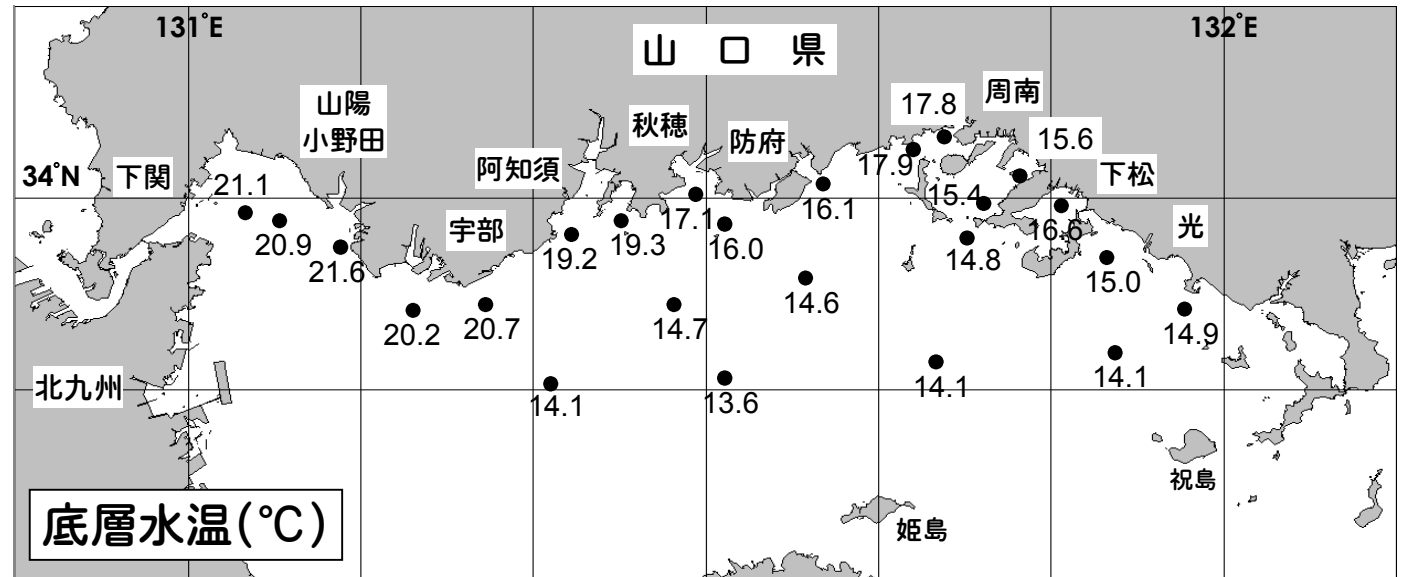 131°E
132°E
山 口 県
17.8
周南
山陽
小野田
秋穂
防府
15.6
17.9
阿知須
下松
34°N
下関
21.1
15.4
17.1
16.1
宇部
光
20.9
21.6
19.2
19.3
16.0
16.6
14.8
15.0
14.6
20.2
20.7
14.7
14.9
14.1
14.1
北九州
14.1
13.6
祝島
底層水温(℃)
姫島